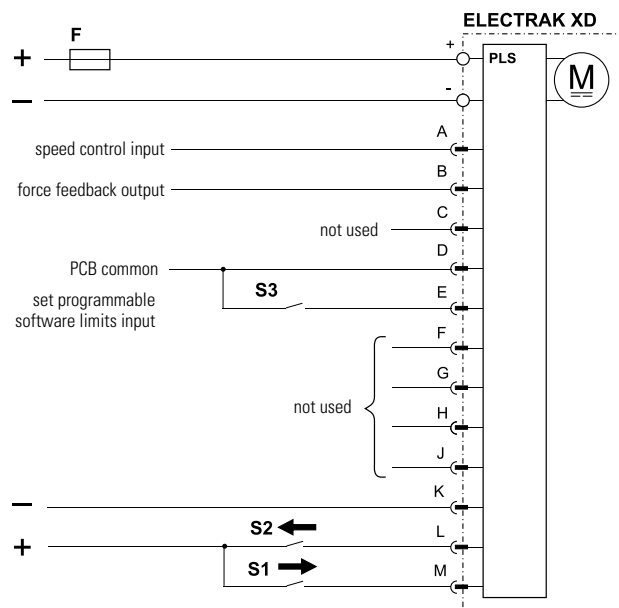 ELECTRAK XD
F
+
+
PLS
M
–
-
A
speed control input
B
force feedback output
C
not used
D
PCB common
S3
E
set programmable
software limits input
F
G
not used
H
J
K
–
S2
L
+
S1
M